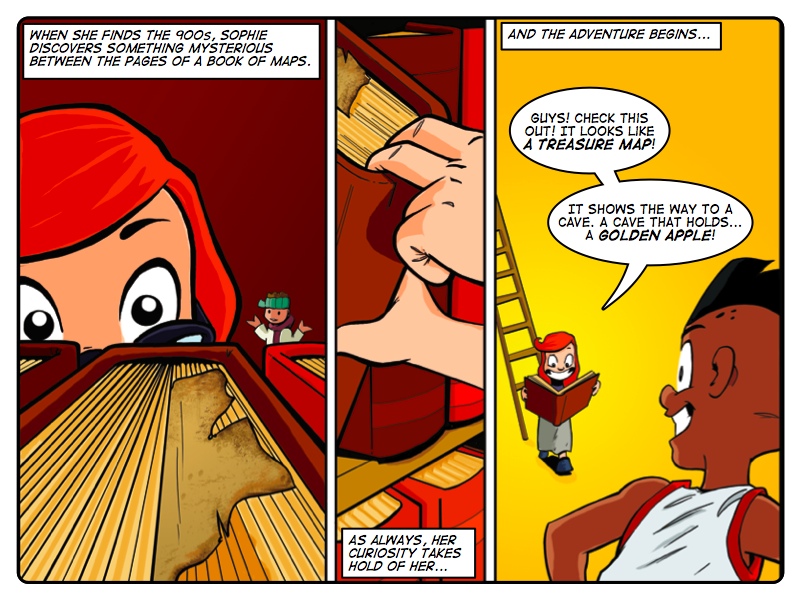 WHEN SHE FINDS THE 900s, SOPHIE
DISCOVERS SOMETHING MYSTERIOUS
BETWEEN THE PAGES OF A BOOK OF MAPS.
AS ALWAYS, HER
CURIOSITY TAKES
HOLD OF HER...
AND THE ADVENTURE BEGINS...
GUYS! CHECK THIS
OUT! IT LOOKS LIKE
A TREASURE MAP!
IT SHOWS THE WAY TO A
CAVE. A CAVE THAT HOLDS...
A GOLDEN APPLE!